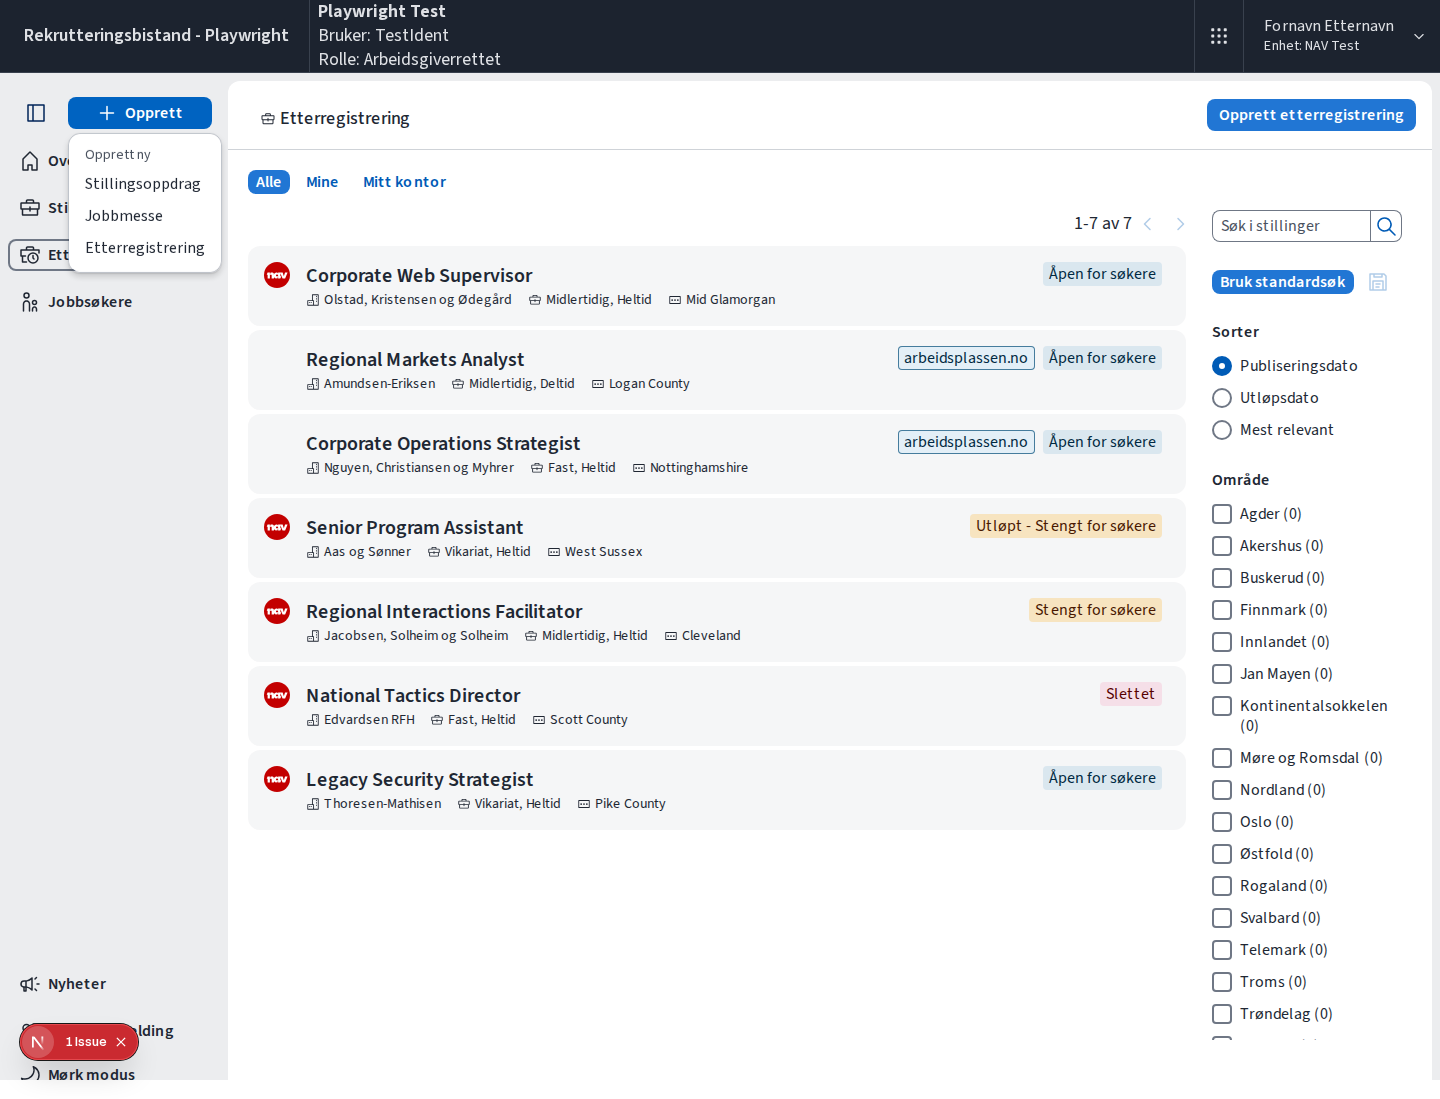 Rekrutteringsbistand - Playwright
Playwright Test
Bruker: TestIdent
Rolle: Arbeidsgiverrettet
Fornavn Etternavn
Enhet: NAV Test
Opprett
Opprett ny
Stillingsoppdrag
Jobbmesse
Etterregistrering
Jobbsøkere
Nyheter
1 Issue
Mørk modus
Etterregistrering
Opprett etterregistrering
Alle
Mine
Mitt kontor
1-7 av 7
nav
Corporate Web Supervisor
Åpen for søkere
Olstad, Kristensen og Ødegård
Midlertidig, Heltid
Mid Glamorgan
Regional Markets Analyst
arbeidsplassen.no
Åpen for søkere
Amundsen-Eriksen
Midlertidig, Deltid
Logan County
Corporate Operations Strategist
arbeidsplassen.no
Åpen for søkere
Nguyen, Christiansen og Myhrer
Fast, Heltid
Nottinghamshire
nav
Senior Program Assistant
Utløpt - Stengt for søkere
Aas og Sønner
Vikariat, Heltid
West Sussex
nav
Regional Interactions Facilitator
Stengt for søkere
Jacobsen, Solheim og Solheim
Midlertidig, Heltid
Cleveland
nav
National Tactics Director
Slettet
Edvardsen RFH
Fast, Heltid
Scott County
nav
Legacy Security Strategist
Åpen for søkere
Thoresen-Mathisen
Vikariat, Heltid
Pike County
Søk i stillinger
Bruk standardsøk
Sorter
Publiseringsdato
Utløpsdato
Mest relevant
Område
Agder (0)
Akershus (0)
Buskerud (0)
Finnmark (0)
Innlandet (0)
Jan Mayen (0)
Kontinentalsokkelen
(0)
Møre og Romsdal (0)
Nordland (0)
Oslo (0)
Østfold (0)
Rogaland (0)
Svalbard (0)
Telemark (0)
Troms (0)
Trøndelag (0)